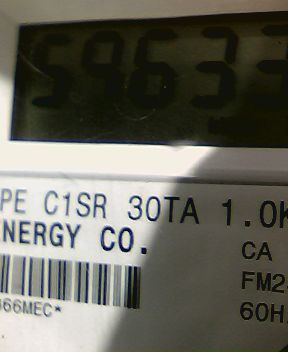 59633
PE C1SR 30TA 1.0K
NERGY CO.
CA
FM2
66MEC*
60H